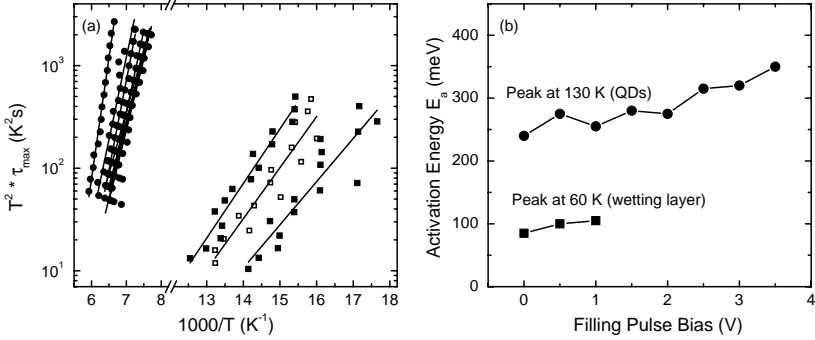 (a)
T² * τmax (K²s)
10³
10²
10¹
6 7 8 13 14 15 16 17 18
1000/T (K⁻¹)
(b)
Activation Energy Eₐ (meV)
400
300
200
100
0
Peak at 130 K (QDs)
Peak at 60 K (wetting layer)
0 1 2 3 4
Filling Pulse Bias (V)